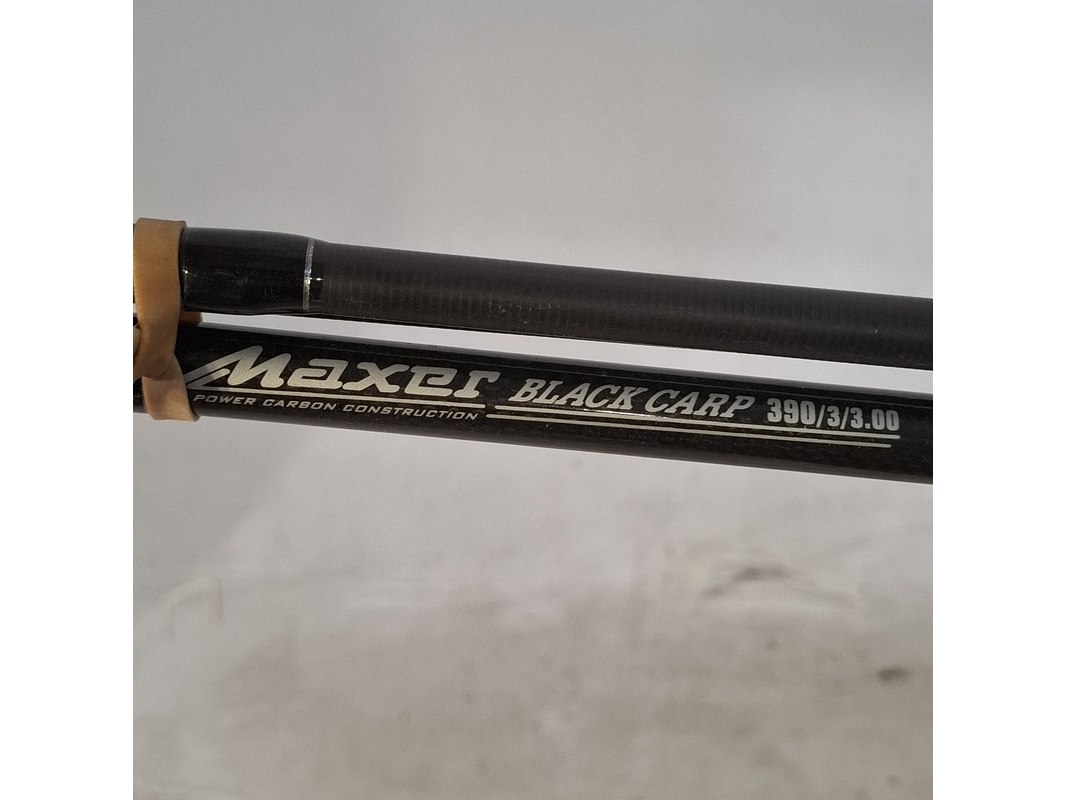 Maxer BLACK CARP 390/3/3.00
POWER CARBON CONSTRUCTION